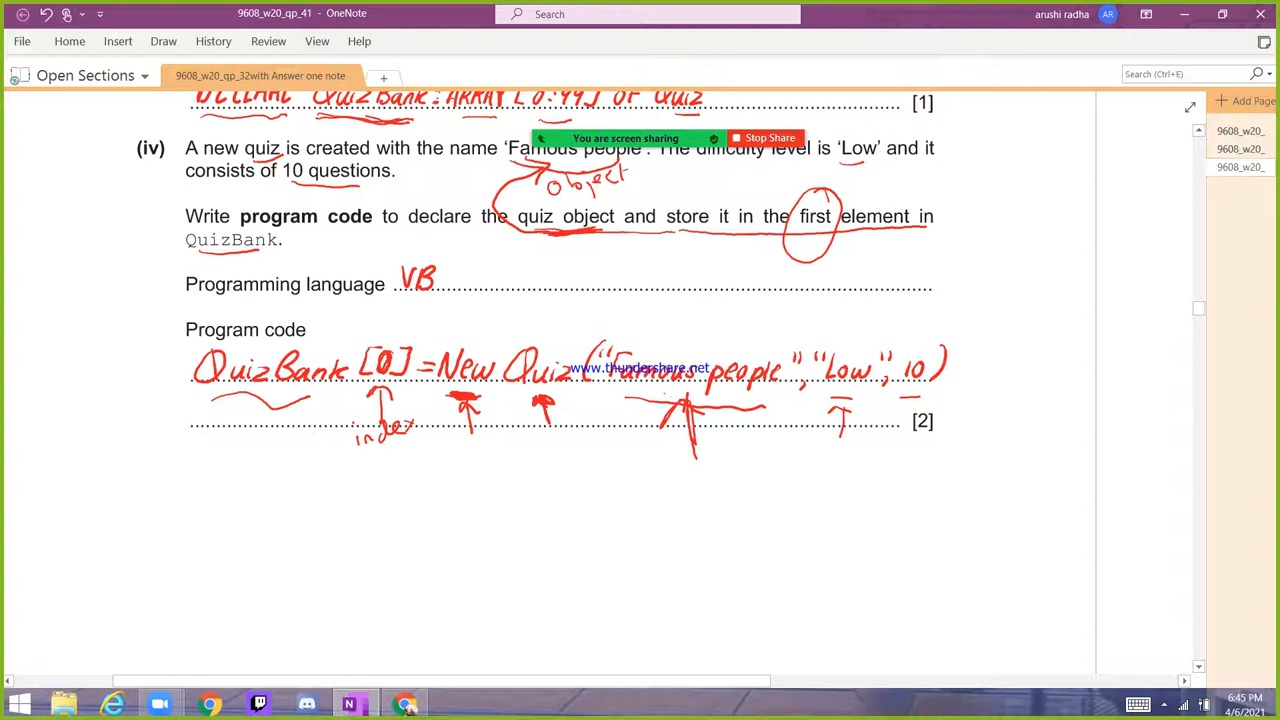 9608_w20_qp_41 - OneNote
Search
arushi radha
AR
File Home Insert Draw History Review View Help
Open Sections
9608_w20_qp_32with Answer one note
+
Search (Ctrl+E)
DECLARE QuizBank : ARRAY [0:99] OF Quiz
[1]
You are screen sharing
Stop Share
Add Page
9608_w20_
9608_w20_
9608_w20_
(iv) A new quiz is created with the name 'Famous people'. The difficulty level is 'Low' and it
consists of 10 questions.
Object
Write program code to declare the quiz object and store it in the first element in
QuizBank.
Programming language VB
Program code
QuizBank [0] = New Quiz ("Famous people", "Low", 10)
www.thundershare.net
[2]
index
6:45 PM
4/6/2021